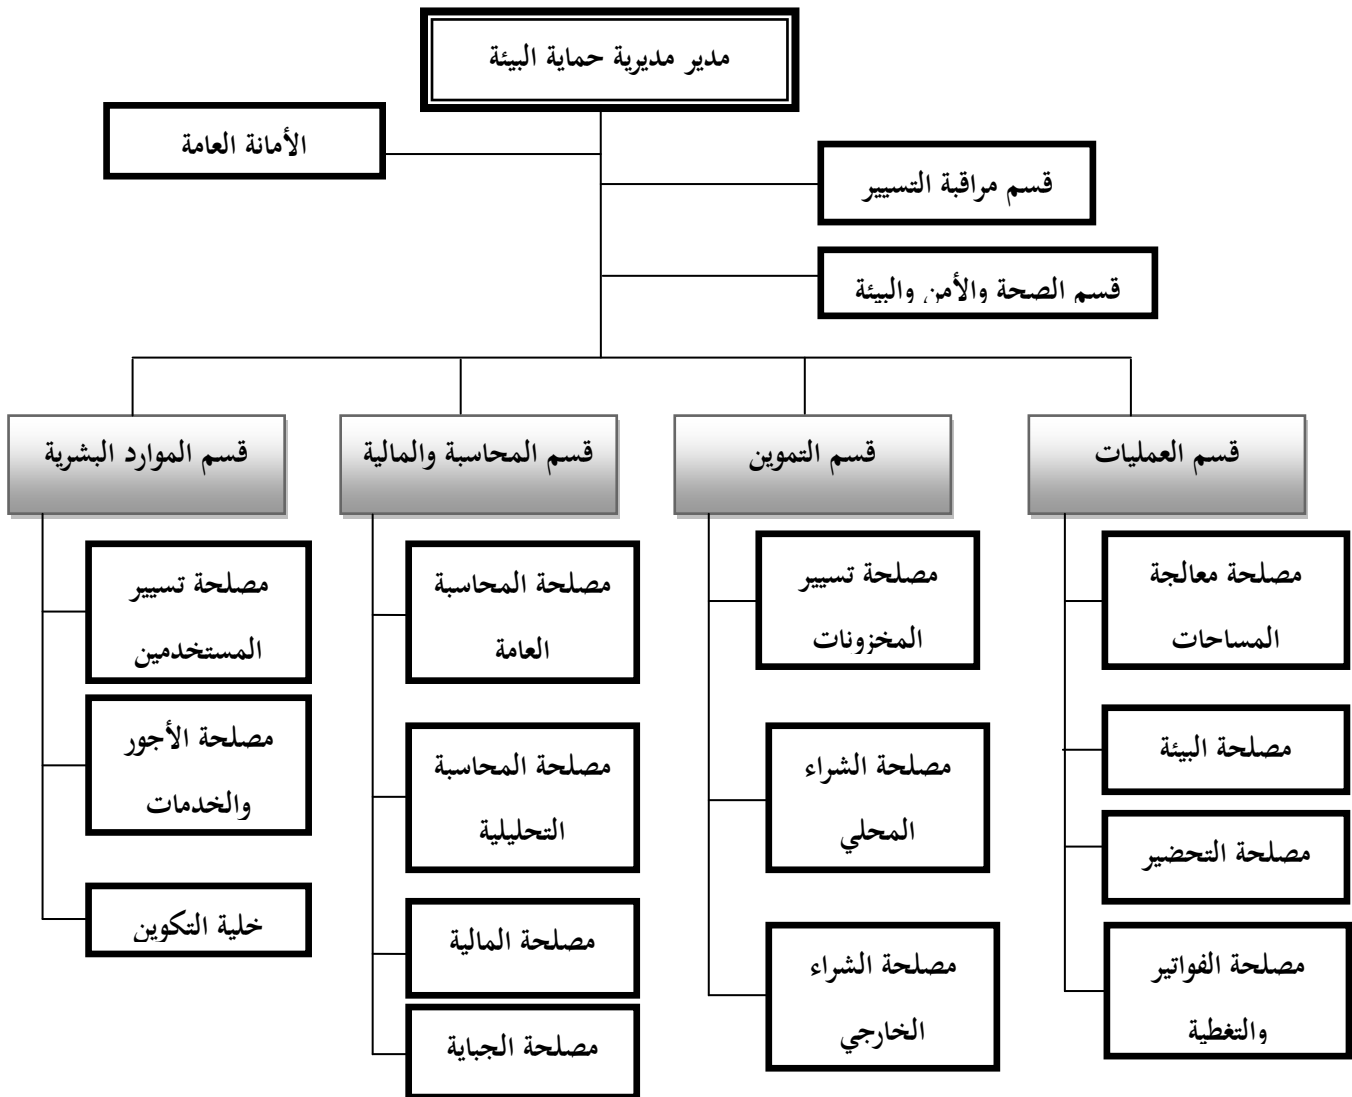 مدير مديرية حماية البيئة
الأمانة العامة
قسم مراقبة التسيير
قسم الصحة والأمن والبيئة
قسم العمليات
قسم التموين
قسم المحاسبة والمالية
قسم الموارد البشرية
مصلحة معالجة
المساحات
مصلحة البيئة
مصلحة التحضير
مصلحة الفواتير
والتغطية
مصلحة تسيير
المخزونات
مصلحة الشراء
المحلي
مصلحة الشراء
الخارجي
مصلحة المحاسبة
العامة
مصلحة المحاسبة
التحليلية
مصلحة المالية
مصلحة الجباية
مصلحة تسيير
المستخدمين
مصلحة الأجور
والخدمات
خلية التكوين